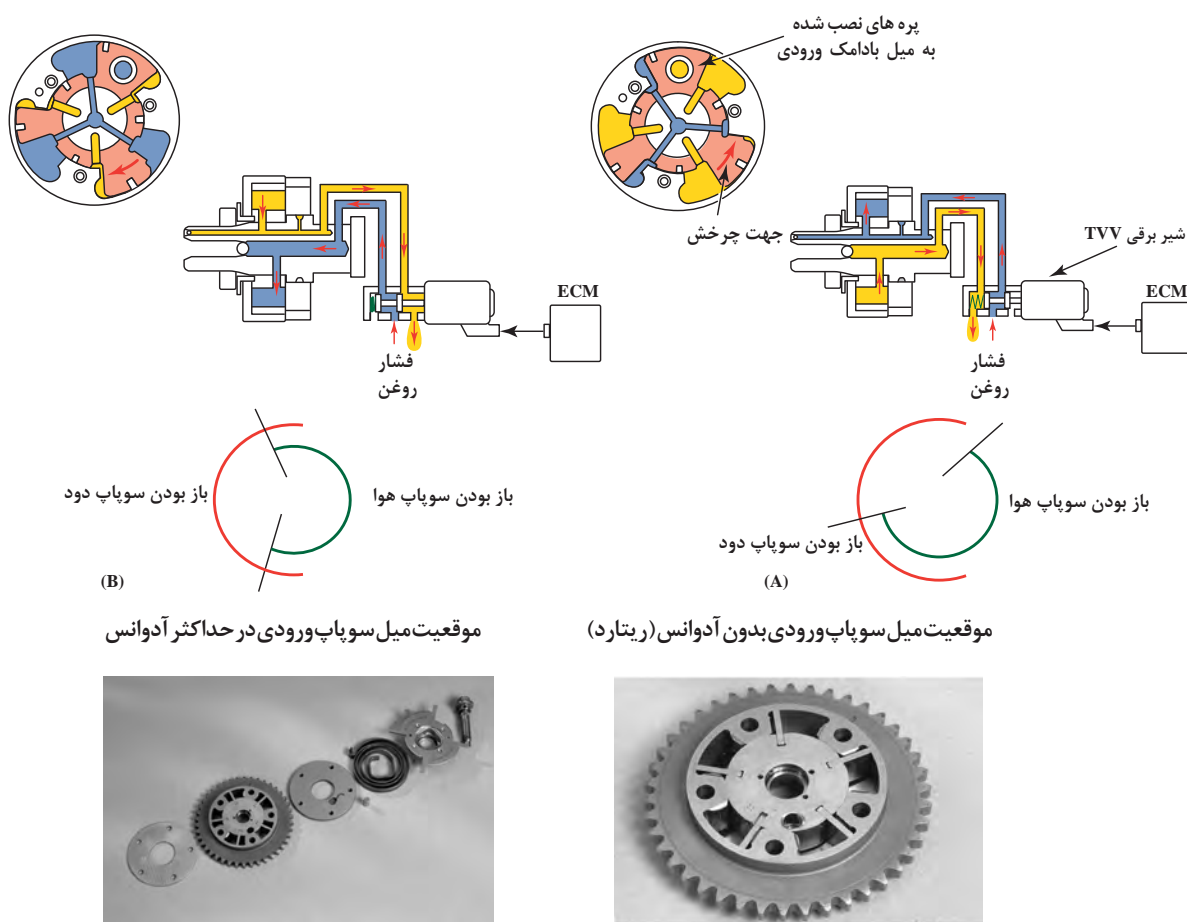 پره های نصب شده
به میل بادامک ورودی
جهت چرخش
شیر برقی TVV
ECM
فشار
روغن
باز بودن سوپاپ هوا
باز بودن سوپاپ دود
(A)
موقعیت میل سوپاپ ورودی بدون آدوانس (ریتارد)
ECM
فشار
روغن
باز بودن سوپاپ هوا
باز بودن سوپاپ دود
(B)
موقعیت میل سوپاپ ورودی در حداکثر آدوانس